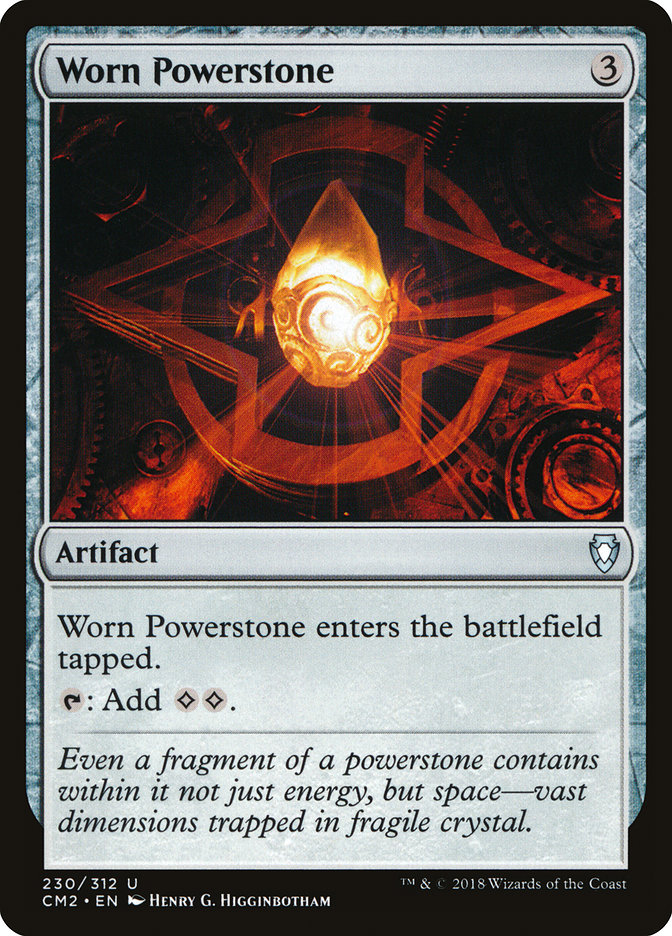 Worn Powerstone 3
Artifact
Worn Powerstone enters the battlefield
tapped.
: Add .
Even a fragment of a powerstone contains
within it not just energy, but space—vast
dimensions trapped in fragile crystal.
230/312 U
™ & © 2018 Wizards of the Coast
CM2 • EN Henry G. Higginbotham